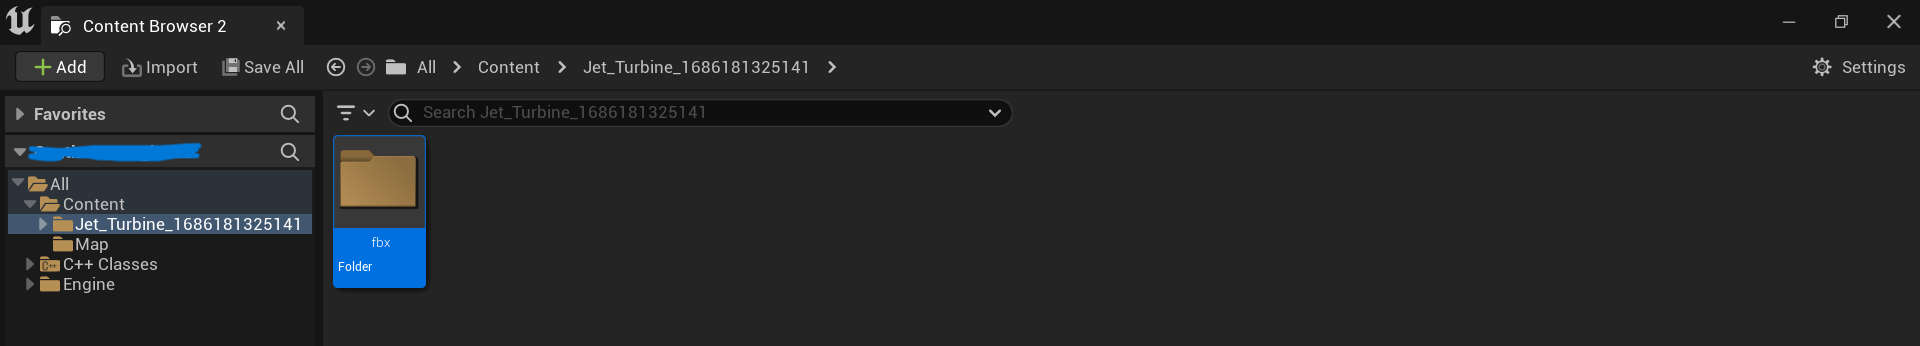 Content Browser 2
Add
Import
Save All
All
Content
Jet_Turbine_1686181325141
Settings
Favorites
Search Jet_Turbine_1686181325141
All
Content
Jet_Turbine_1686181325141
Map
C++ Classes
Engine
fbx
Folder